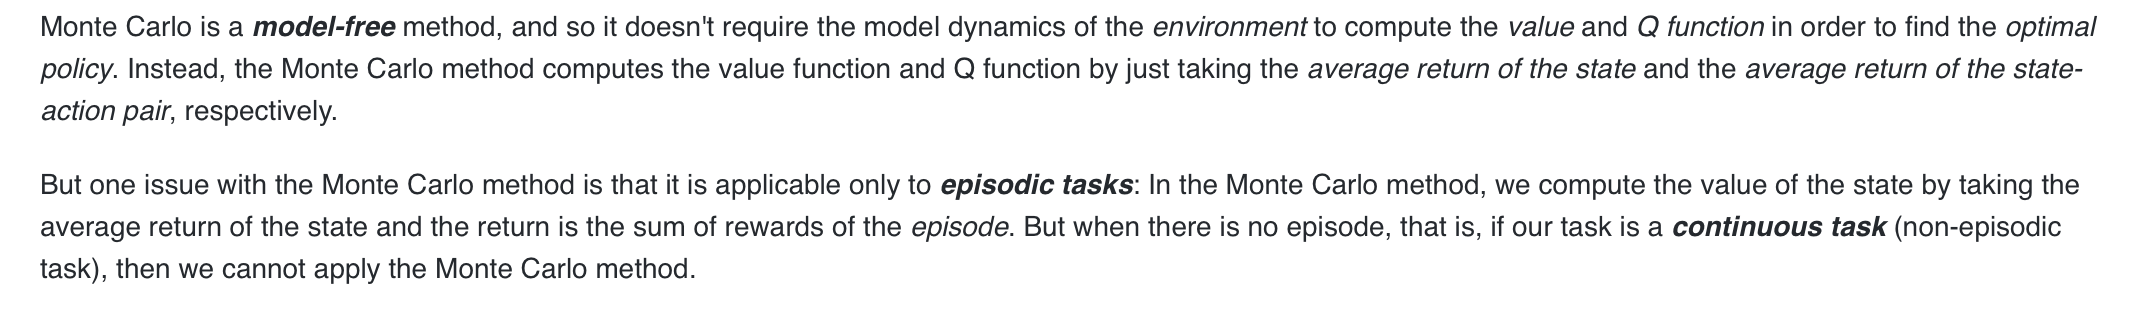 Monte Carlo is a model-free method, and so it doesn't require the model dynamics of the environment to compute the value and Q function in order to find the optimal
policy. Instead, the Monte Carlo method computes the value function and Q function by just taking the average return of the state and the average return of the state-
action pair, respectively.
But one issue with the Monte Carlo method is that it is applicable only to episodic tasks: In the Monte Carlo method, we compute the value of the state by taking the
average return of the state and the return is the sum of rewards of the episode. But when there is no episode, that is, if our task is a continuous task (non-episodic
task), then we cannot apply the Monte Carlo method.